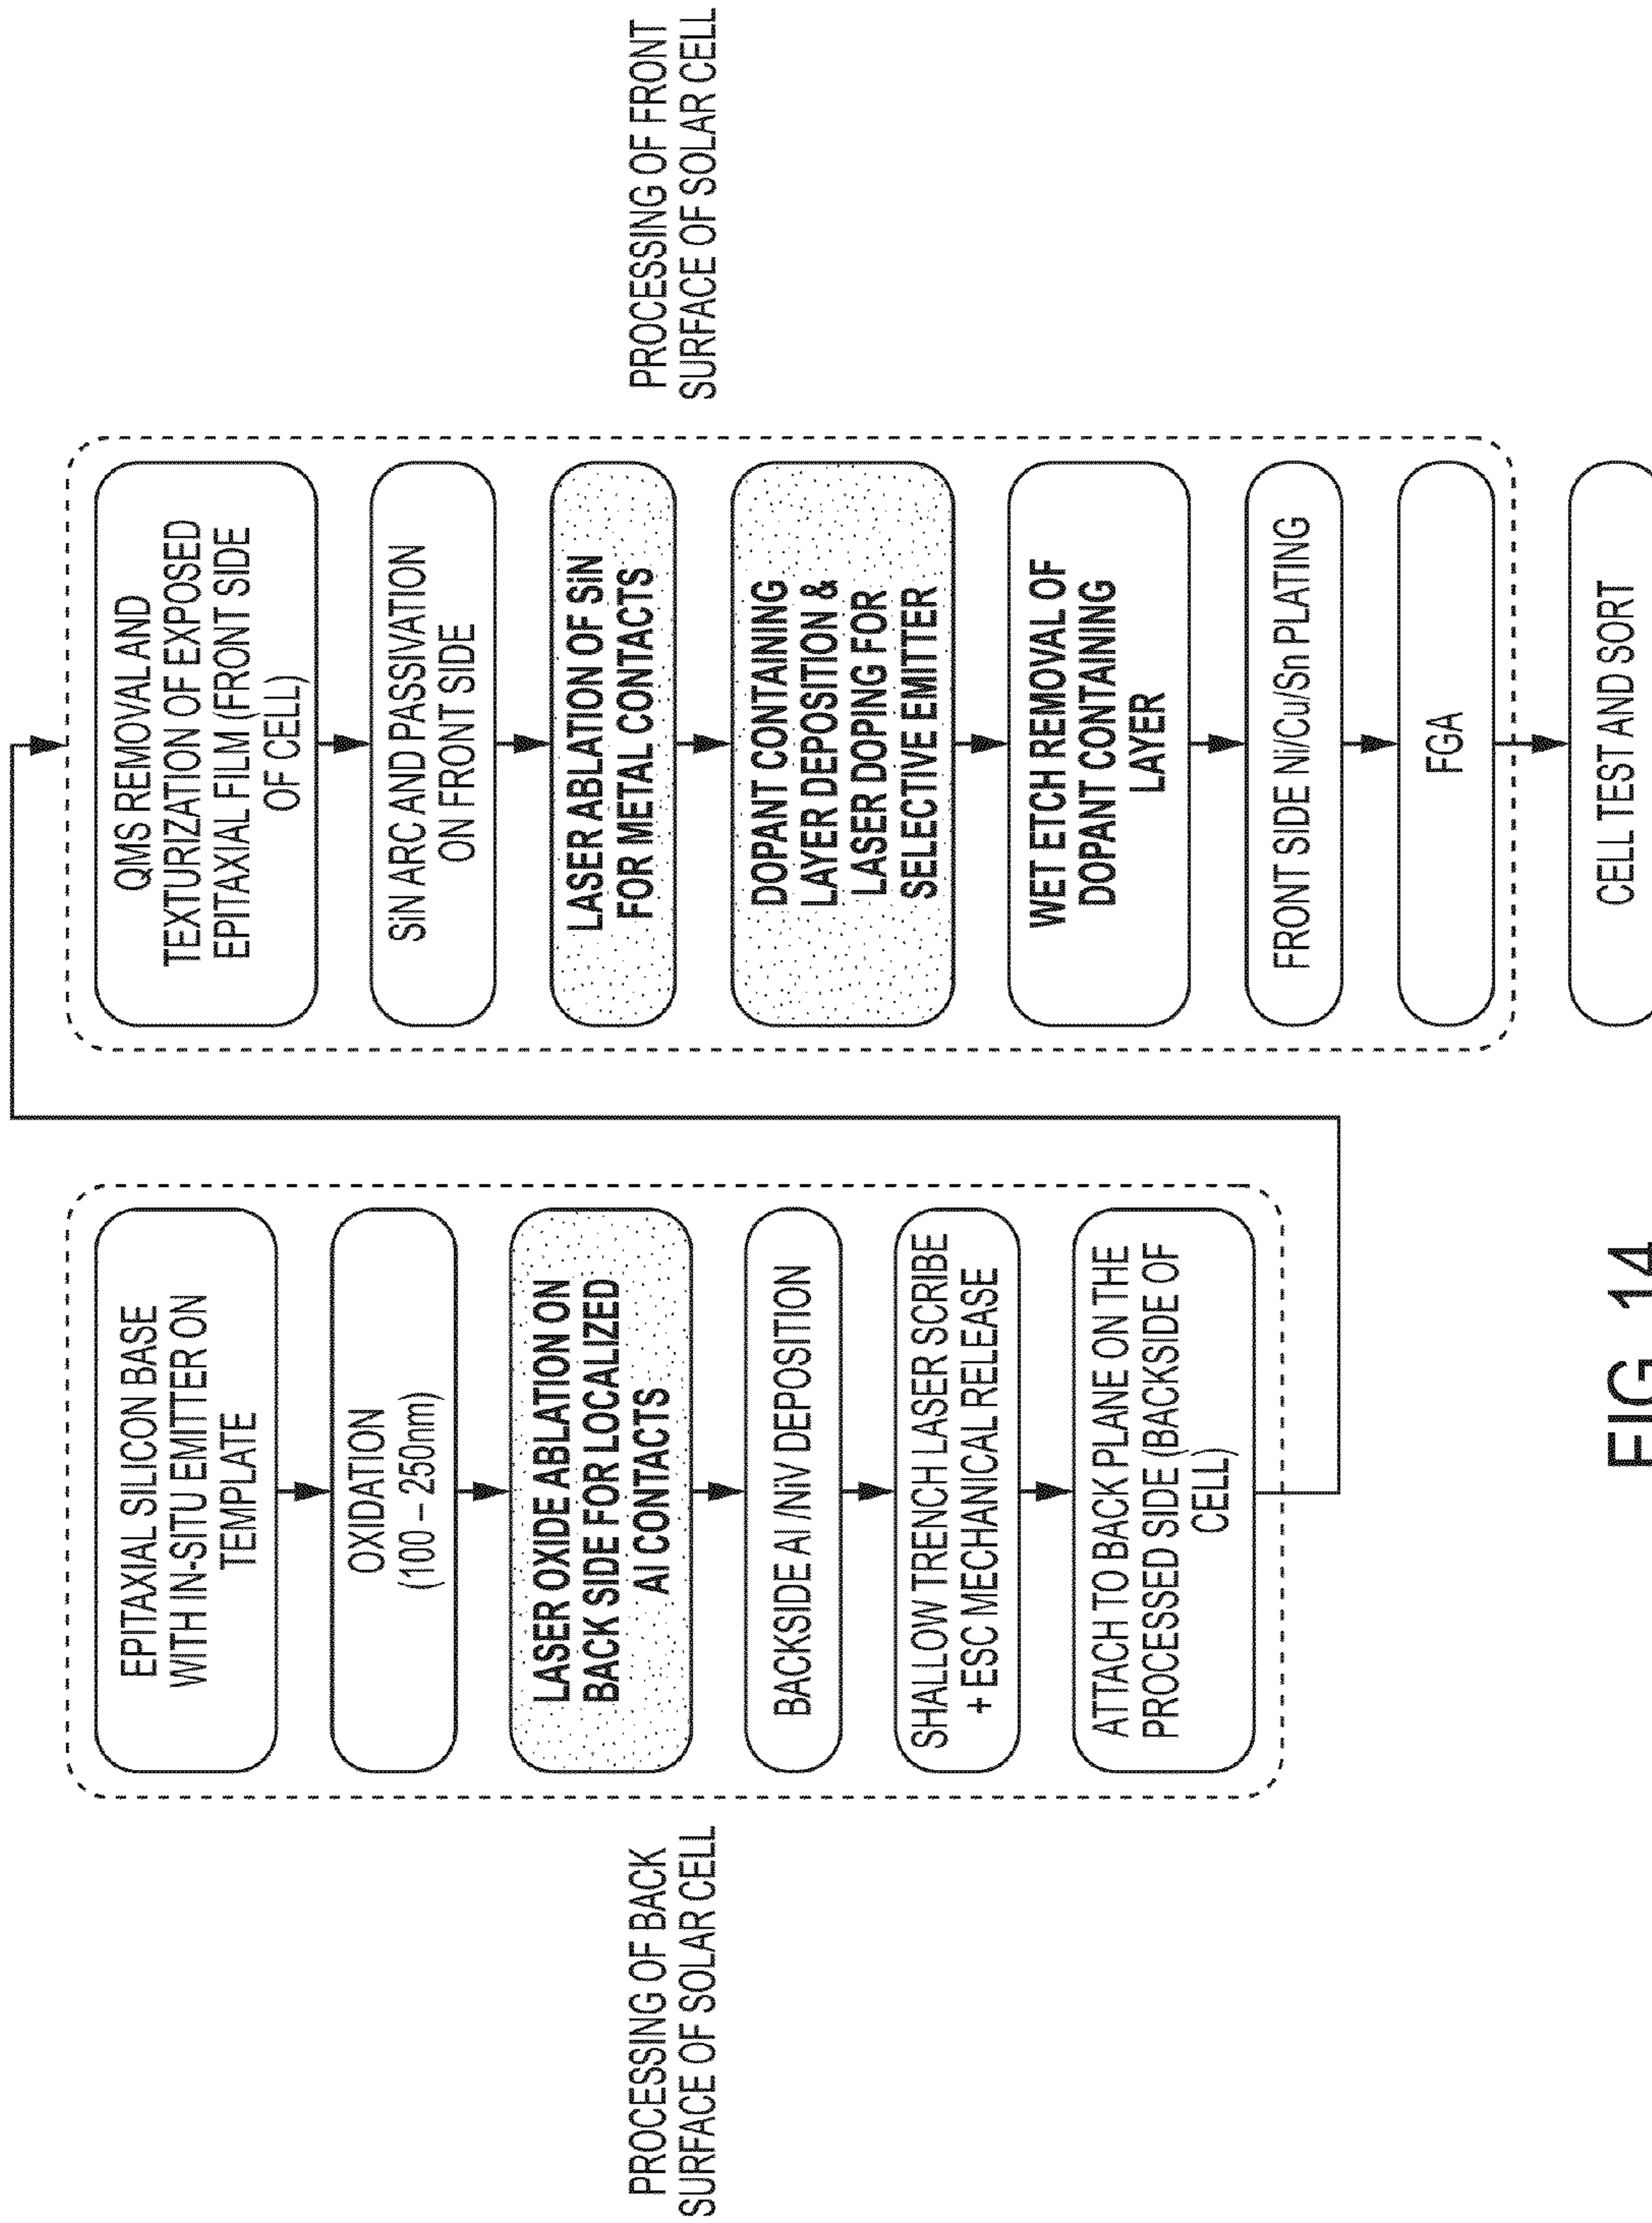 PROCESSING OF BACK
SURFACE OF SOLAR CELL
EPITAXIAL SILICON BASE
WITH IN-SITU EMITTER ON
TEMPLATE
OXIDATION
(100 – 250nm)
LASER OXIDE ABLATION ON
BACK SIDE FOR LOCALIZED
Al CONTACTS
BACKSIDE Al /NiV DEPOSITION
SHALLOW TRENCH LASER SCRIBE
+ ESC MECHANICAL RELEASE
ATTACH TO BACK PLANE ON THE
PROCESSED SIDE (BACKSIDE OF
CELL)
QMS REMOVAL AND
TEXTURIZATION OF EXPOSED
EPITAXIAL FILM (FRONT SIDE
OF CELL)
SiN ARC AND PASSIVATION
ON FRONT SIDE
LASER ABLATION OF SiN
FOR METAL CONTACTS
DOPANT CONTAINING
LAYER DEPOSITION &
LASER DOPING FOR
SELECTIVE EMITTER
WET ETCH REMOVAL OF
DOPANT CONTAINING
LAYER
FRONT SIDE Ni/Cu/Sn PLATING
FGA
CELL TEST AND SORT
PROCESSING OF FRONT
SURFACE OF SOLAR CELL
FIG. 14